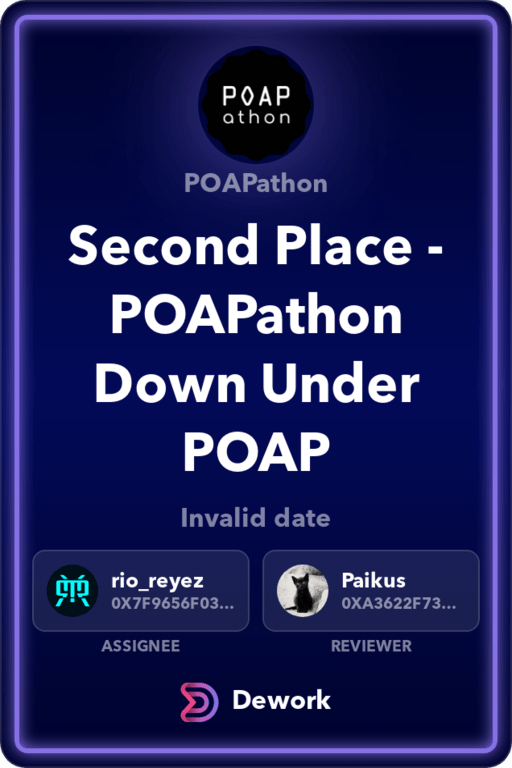 POAP
athon
POAPathon
Second Place -
POAPathon
Down Under
POAP
Invalid date
rio_reyez
0X7F9656F03...
Paikus
0XA3622F73...
ASSIGNEE
REVIEWER
Dework